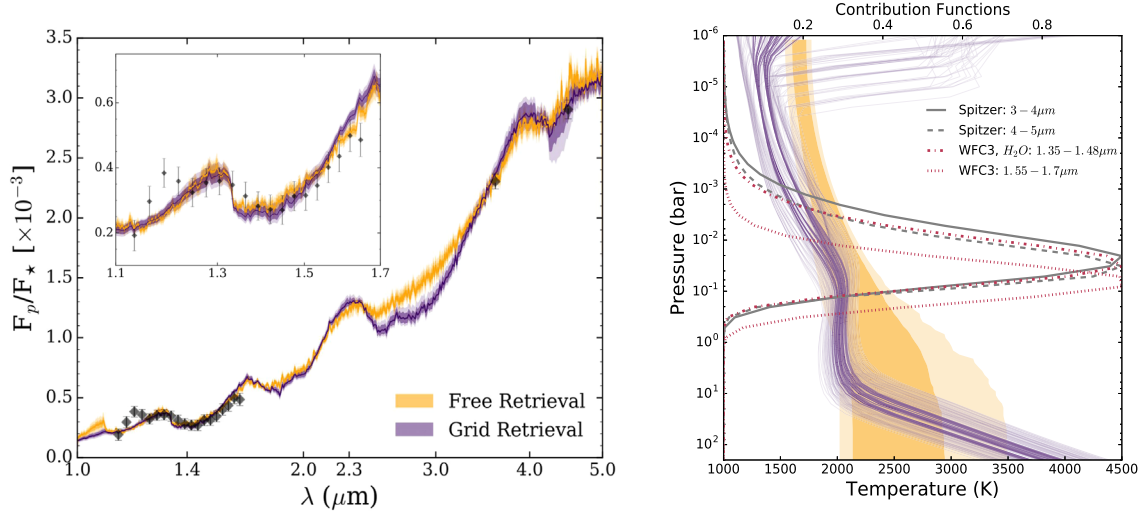 3.5
3.0
2.5
2.0
1.5
1.0
0.5
0.0
F_p/F_⋆ [×10⁻³]
0.6
0.4
0.2
1.1 1.3 1.5 1.7
Free Retrieval
Grid Retrieval
1.0 1.4 2.0 2.3 3.0 4.0 5.0
λ (μm)
Contribution Functions
0.2 0.4 0.6 0.8
10⁻⁶
10⁻⁵
10⁻⁴
10⁻³
10⁻²
10⁻¹
10⁰
10¹
10²
Pressure (bar)
Spitzer: 3 − 4μm
Spitzer: 4 − 5μm
WFC3, H₂O: 1.35 − 1.48μm
WFC3: 1.55 − 1.7μm
1000 1500 2000 2500 3000 3500 4000 4500
Temperature (K)